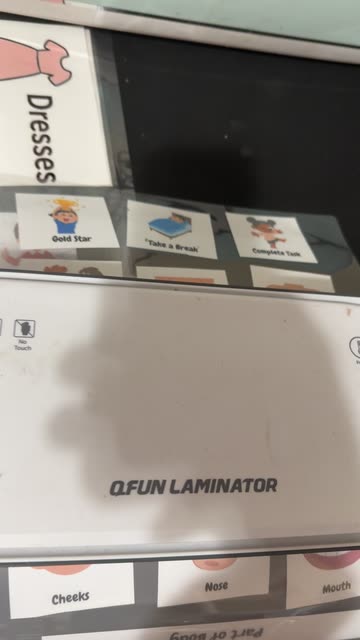 Dresses
Gold Star
"Take a Break"
Complete Task
No
Touch
QFUN LAMINATOR
Cheeks
Nose
Mouth
Part of Body